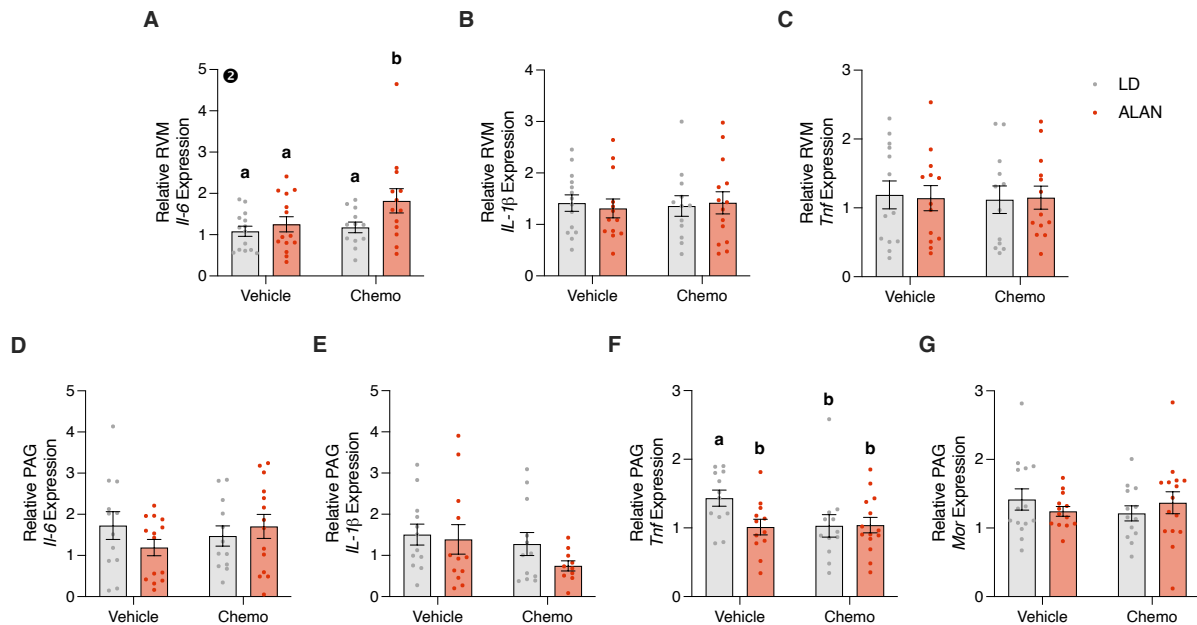 A
B
C
❷
b
a
a
a
Relative RVM
Il-6 Expression
5
4
3
2
1
0
Vehicle
Chemo
Relative RVM
IL-1β Expression
4
3
2
1
0
Vehicle
Chemo
Relative RVM
Tnf Expression
3
2
1
0
Vehicle
Chemo
LD
ALAN
D
E
F
G
Relative PAG
Il-6 Expression
5
4
3
2
1
0
Vehicle
Chemo
Relative PAG
IL-1β Expression
5
4
3
2
1
0
Vehicle
Chemo
Relative PAG
Tnf Expression
3
2
1
0
a
b
b
b
Vehicle
Chemo
Relative PAG
Mor Expression
3
2
1
0
Vehicle
Chemo